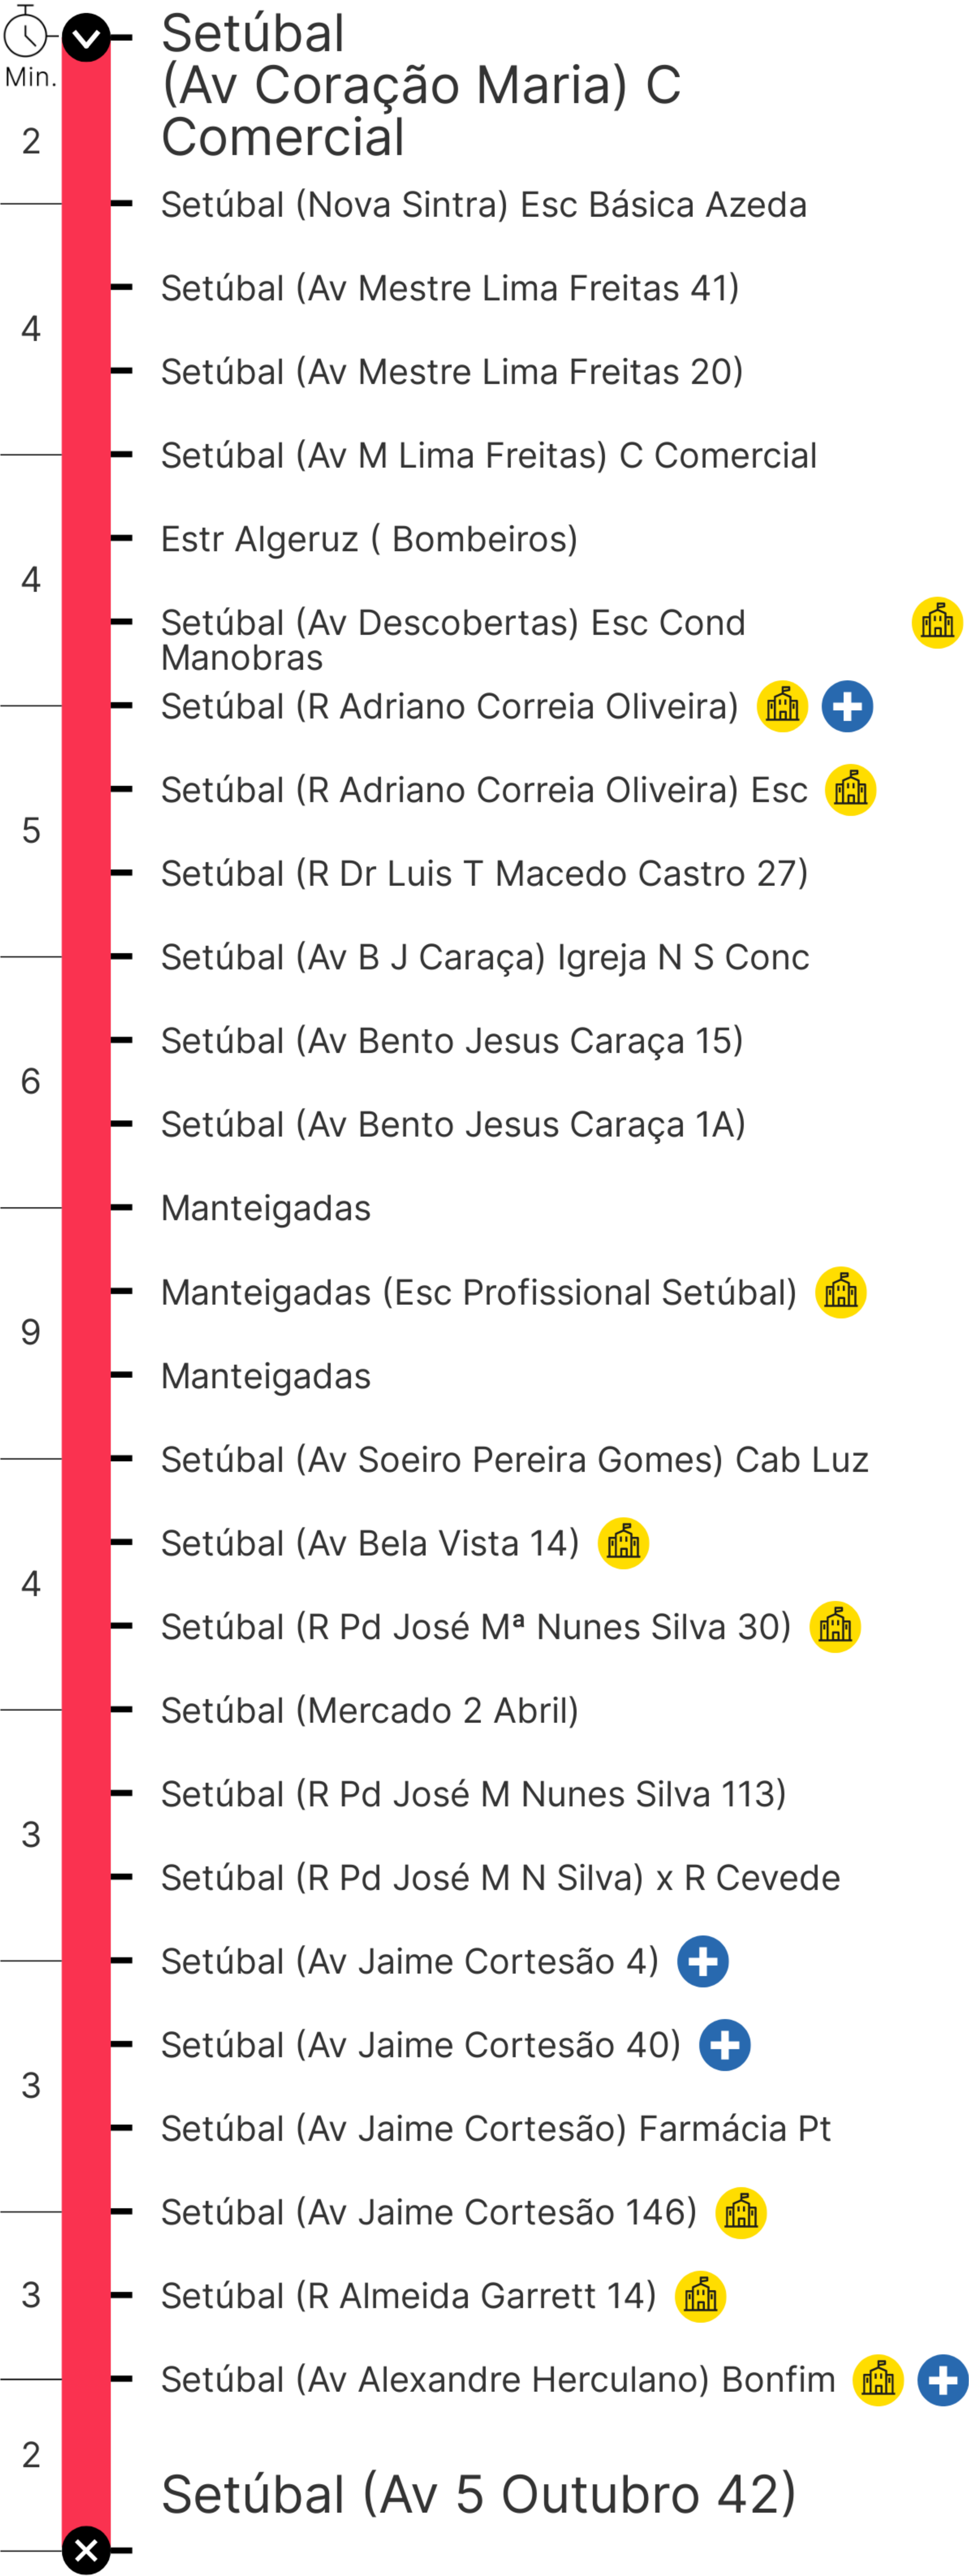 Setúbal
(Av Coração Maria) C
Comercial
Min.
2
Setúbal (Nova Sintra) Esc Básica Azeda
Setúbal (Av Mestre Lima Freitas 41)
4
Setúbal (Av Mestre Lima Freitas 20)
Setúbal (Av M Lima Freitas) C Comercial
Estr Algeruz ( Bombeiros)
4
Setúbal (Av Descobertas) Esc Cond
Manobras
Setúbal (R Adriano Correia Oliveira)
Setúbal (R Adriano Correia Oliveira) Esc
5
Setúbal (R Dr Luis T Macedo Castro 27)
Setúbal (Av B J Caraça) Igreja N S Conc
Setúbal (Av Bento Jesus Caraça 15)
6
Setúbal (Av Bento Jesus Caraça 1A)
Manteigadas
Manteigadas (Esc Profissional Setúbal)
9
Manteigadas
Setúbal (Av Soeiro Pereira Gomes) Cab Luz
Setúbal (Av Bela Vista 14)
4
Setúbal (R Pd José Mª Nunes Silva 30)
Setúbal (Mercado 2 Abril)
Setúbal (R Pd José M Nunes Silva 113)
3
Setúbal (R Pd José M N Silva) x R Cevede
Setúbal (Av Jaime Cortesão 4)
Setúbal (Av Jaime Cortesão 40)
3
Setúbal (Av Jaime Cortesão) Farmácia Pt
Setúbal (Av Jaime Cortesão 146)
3
Setúbal (R Almeida Garrett 14)
Setúbal (Av Alexandre Herculano) Bonfim
2
Setúbal (Av 5 Outubro 42)